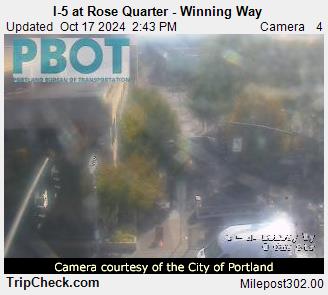 I-5 at Rose Quarter - Winning Way
Updated Oct 17 2024 2:43 PM Camera 4
PBOT
PORTLAND BUREAU OF TRANSPORTATION
Camera courtesy of the City of Portland
TripCheck.com Milepost302.00